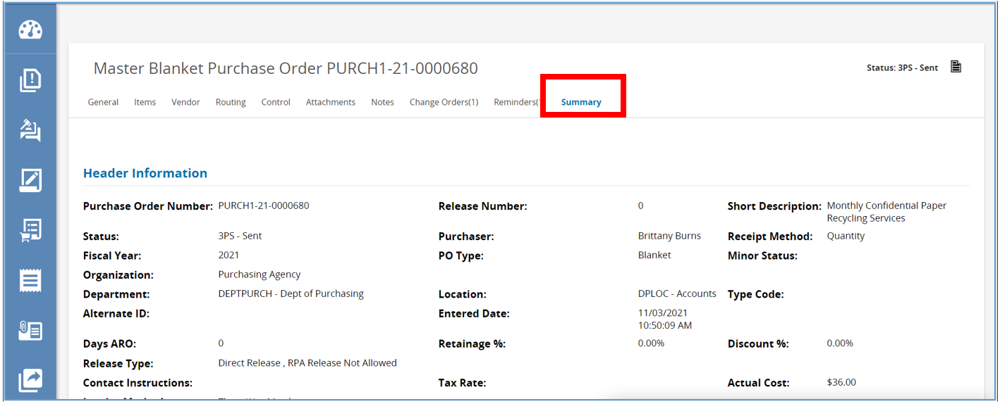 Master Blanket Purchase Order PURCH1-21-0000680
Status: 3PS - Sent
General Items Vendor Routing Control Attachments Notes Change Orders(1) Reminders( Summary
Header Information
Purchase Order Number: PURCH1-21-0000680 Release Number: 0 Short Description: Monthly Confidential Paper
Recycling Services
Status: 3PS - Sent Purchaser: Brittany Burns Receipt Method: Quantity
Fiscal Year: 2021 PO Type: Blanket Minor Status:
Organization: Purchasing Agency
Department: DEPTPURCH - Dept of Purchasing Location: DPLOC - Accounts Type Code:
Alternate ID: Entered Date: 11/03/2021
10:50:09 AM
Days ARO: 0 Retainage %: 0.00% Discount %: 0.00%
Release Type: Direct Release , RPA Release Not Allowed
Contact Instructions: Tax Rate: Actual Cost: $36.00